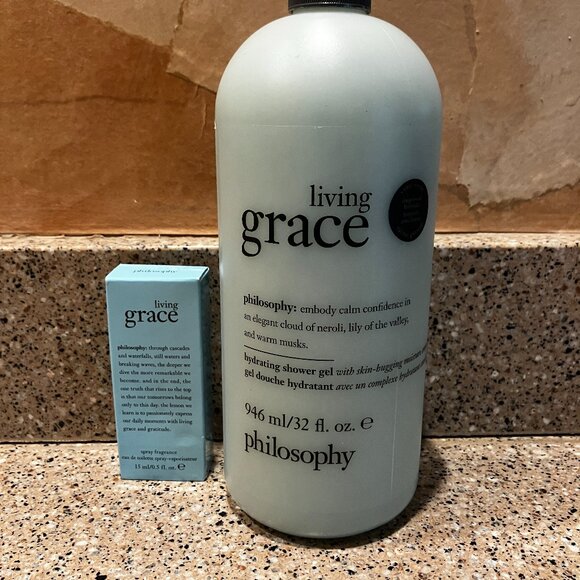 philosophy
living
grace
philosophy: through cascades
and waterfalls, still waters and
breaking waves, the deeper we
dive the more remarkable we
become. and in the end, the
one truth that rises to the
top is that our tomorrows belong
only to this day. the lesson we
learn is to passionately express
our daily moments with living
grace and gratitude.
spray fragrance
eau de toilette spray-vaporisateur
15 ml/0.5 fl. oz. e
living
grace
philosophy: embody calm confidence in
an elegant cloud of neroli, lily of the valley,
and warm musks.
hydrating shower gel with skin-hugging moisture
gel douche hydratant avec un complexe hydratant
946 ml/32 fl. oz. e
philosophy